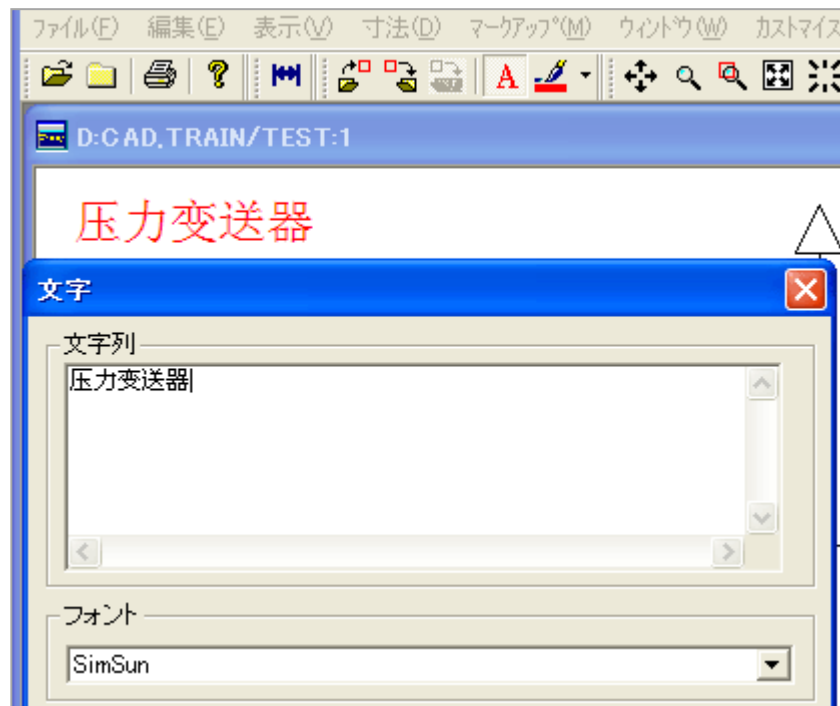 ファイル(F) 編集(E) 表示(V) 寸法(D) マークアップ(M) ウィンドウ(W) カストマイズ
D:CAD,TRAIN/TEST:1
压力变送器
文字
文字列
压力变送器
フォント
SimSun